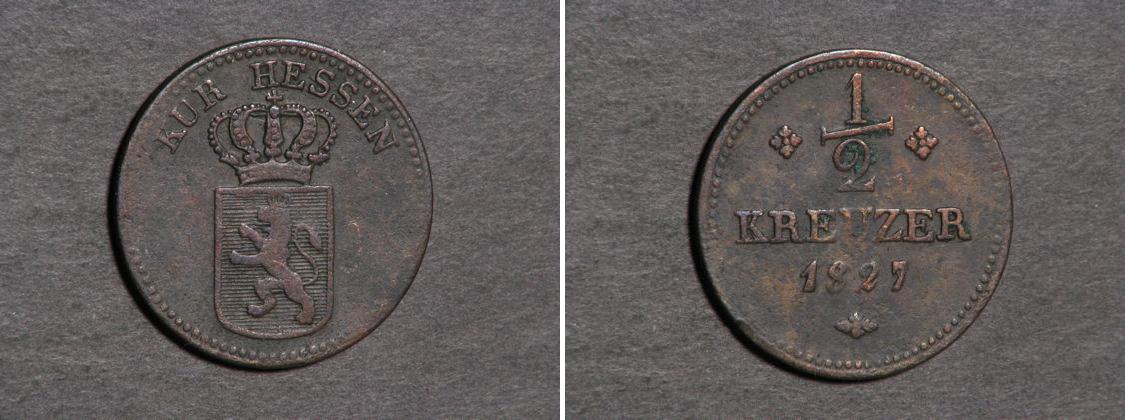 KUR HESSEN
1/2
KREUZER
1827